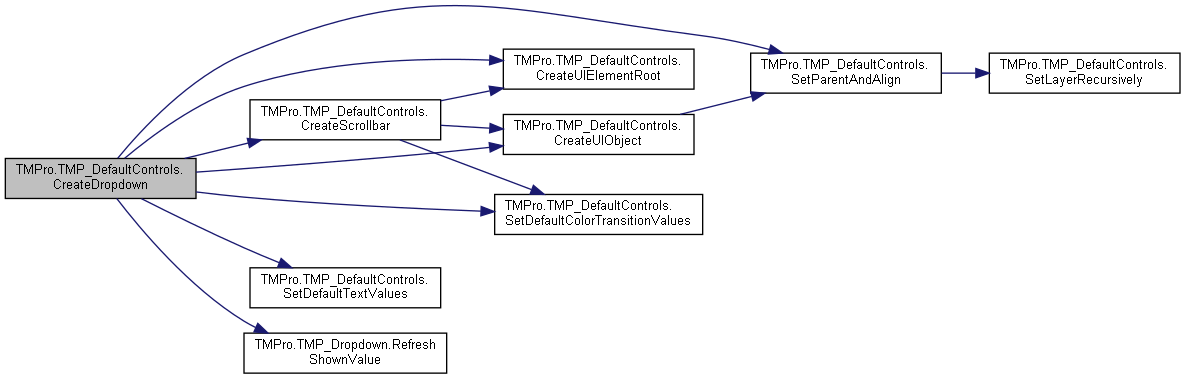 TMPro.TMP_DefaultControls.
CreateDropdown
TMPro.TMP_DefaultControls.
CreateScrollbar
TMPro.TMP_DefaultControls.
CreateUIElementRoot
TMPro.TMP_DefaultControls.
CreateUIObject
TMPro.TMP_DefaultControls.
SetParentAndAlign
TMPro.TMP_DefaultControls.
SetLayerRecursively
TMPro.TMP_DefaultControls.
SetDefaultColorTransitionValues
TMPro.TMP_DefaultControls.
SetDefaultTextValues
TMPro.TMP_Dropdown.Refresh
ShownValue